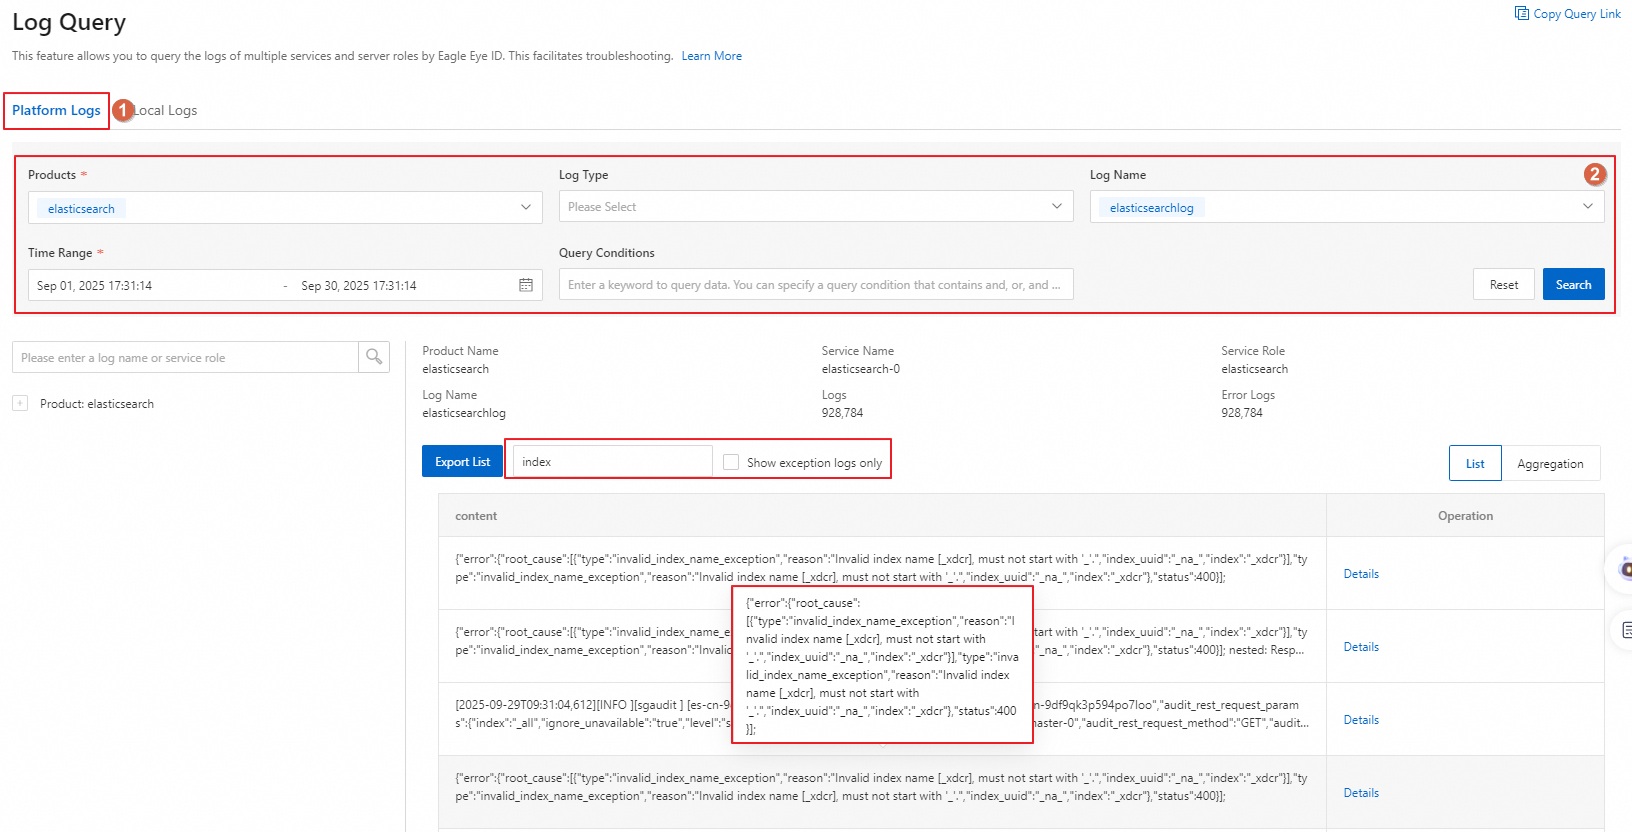 Log Query
Copy Query Link
This feature allows you to query the logs of multiple services and server roles by Eagle Eye ID. This facilitates troubleshooting. Learn More
Platform Logs 1 Local Logs
2
Products * Log Type Log Name
elasticsearch Please Select elasticsearchlog
Time Range * Query Conditions
Sep 01, 2025 17:31:14 - Sep 30, 2025 17:31:14 Enter a keyword to query data. You can specify a query condition that contains and, or, and ... Reset Search
Please enter a log name or service role
Product: elasticsearch
Product Name Service Name Service Role
elasticsearch elasticsearch-0 elasticsearch
Log Name Logs Error Logs
elasticsearchlog 928,784 928,784
Export List index Show exception logs only List Aggregation
content Operation
{"error":{"root_cause":[{"type":"invalid_index_name_exception","reason":"Invalid index name [_xdcr], must not start with '_'.","index_uuid":"_na_","index":"_xdcr"}],"ty
pe":"invalid_index_name_exception","reason":"Invalid index name [_xdcr], must not start with '_'.","index_uuid":"_na_","index":"_xdcr"},"status":400}];
Details
{"error":{"root_cause":[{"type":"invalid_index_name_e
tart with '_'.","index_uuid":"_na_","index":"_xdcr"}],"ty
pe":"invalid_index_name_exception","reason":"Invali
_na_","index":"_xdcr"},"status":400}]; nested: Resp...
Details
[2025-09-29T09:31:04,612][INFO ][sgaudit ] [es-cn-9
n-9df9qk3p594po7loo","audit_rest_request_param
s":{"index":"_all","ignore_unavailable":"true","level":"s
master-0","audit_rest_request_method":"GET","audit...
Details
{"error":{"root_cause":
[{"type":"invalid_index_name_exception","reason":"I
nvalid index name [_xdcr], must not start with
'_'.","index_uuid":"_na_","index":"_xdcr"}],"type":"inva
lid_index_name_exception","reason":"Invalid index
name [_xdcr], must not start with
'_'.","index_uuid":"_na_","index":"_xdcr"},"status":400
}];
{"error":{"root_cause":[{"type":"invalid_index_name_exception","reason":"Invalid index name [_xdcr], must not start with '_'.","index_uuid":"_na_","index":"_xdcr"}],"ty
pe":"invalid_index_name_exception","reason":"Invalid index name [_xdcr], must not start with '_'.","index_uuid":"_na_","index":"_xdcr"},"status":400}];
Details